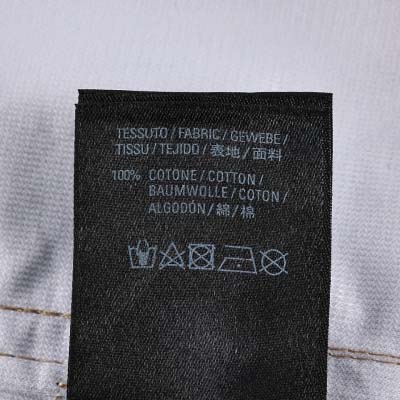 TESSUTO / FABRIC / GEWEBE /
TISSU / TEJIDO / 表地 / 面料
100% COTONE / COTTON /
BAUMWOLLE / COTON /
ALGODÓN / 綿 / 棉